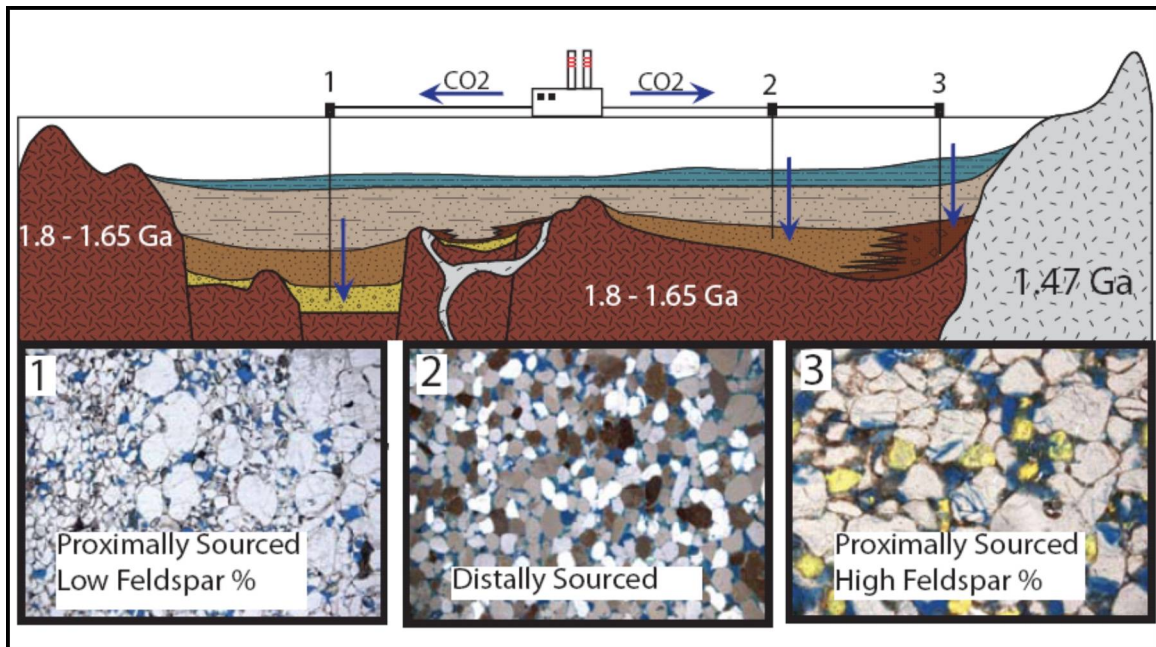 1
CO2
CO2
2
3
1.8 - 1.65 Ga
1.8 - 1.65 Ga
1.47 Ga
1
Proximally Sourced
Low Feldspar %
2
Distally Sourced
3
Proximally Sourced
High Feldspar %